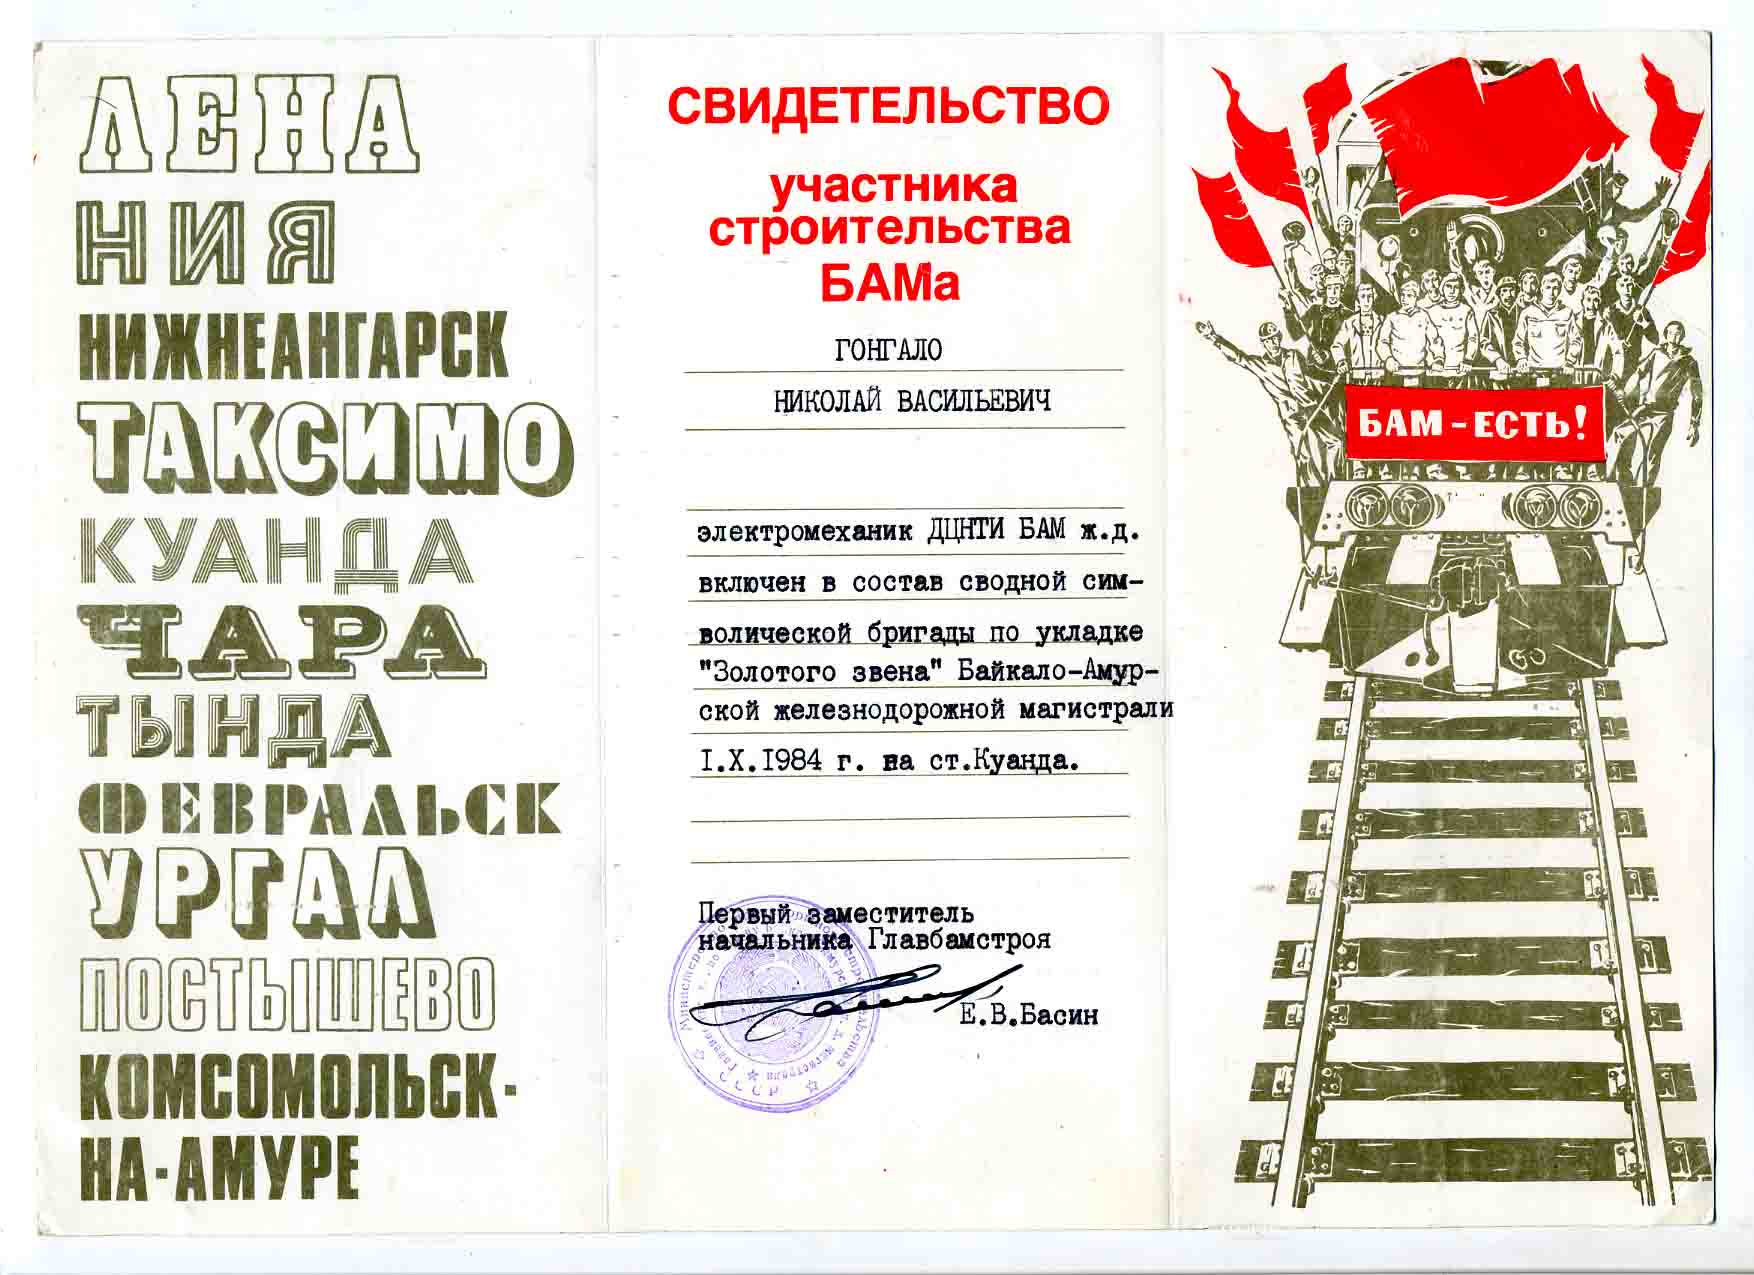 ЛЕНА
НИЯ
НИЖНЕАНГАРСК
ТАКСИМО
КУАНДА
ЧАРА
ТЫНДА
ФЕВРАЛЬСК
УРГАЛ
ПОСТЫШЕВО
КОМСОМОЛЬСК-
НА-АМУРЕ
СВИДЕТЕЛЬСТВО
участника
строительства
БАМа
ГОНГАЛО
НИКОЛАЙ ВАСИЛЬЕВИЧ
электромеханик ДЦНТИ БАМ ж.д.
включен в состав сводной сим-
волической бригады по укладке
"Золотого звена" Байкало-Амур-
ской железнодорожной магистрали
I.X.I984 г. на ст.Куанда.
Первый заместитель
начальника Главбамстроя
Е.В.Басин
СССР
БАМ-ЕСТЬ!